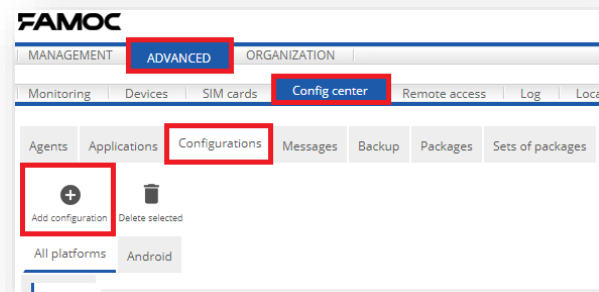 FAMOC
MANAGEMENT ADVANCED ORGANIZATION
Monitoring Devices SIM cards Config center Remote access Log
Agents Applications Configurations Messages Backup Packages Sets of packages
Add configuration Delete selected
All platforms Android